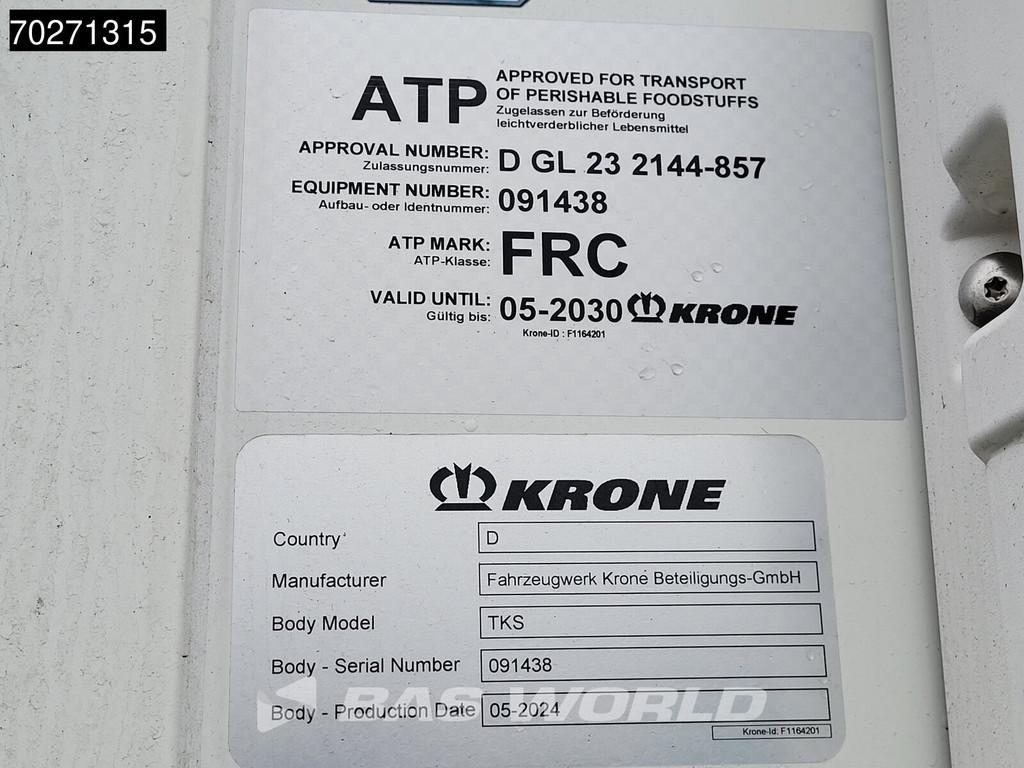 70271315
ATP APPROVED FOR TRANSPORT
OF PERISHABLE FOODSTUFFS
Zugelassen zur Beförderung
leichtverderblicher Lebensmittel
APPROVAL NUMBER: D GL 23 2144-857
Zulassungsnummer:
EQUIPMENT NUMBER: 091438
Aufbau- oder Identnummer:
ATP MARK: FRC
ATP-Klasse:
VALID UNTIL: 05-2030 KRONE
Gültig bis:
Krone-ID : F1164201
KRONE
Country D
Manufacturer Fahrzeugwerk Krone Beteiligungs-GmbH
Body Model TKS
Body - Serial Number 091438
BAS WORLD
Body - Production Date 05-2024
Krone-Id: F1164201